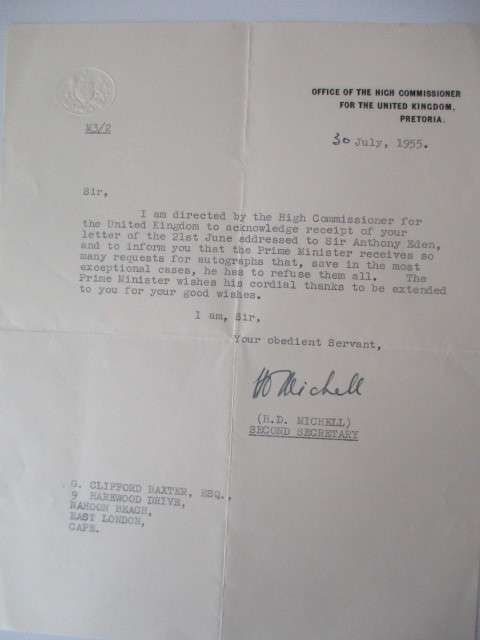 OFFICE OF THE HIGH COMMISSIONER
FOR THE UNITED KINGDOM,
PRETORIA.
K3/2
30 July, 1955.
Sir,
I am directed by the High Commissioner for
the United Kingdom to acknowledge receipt of your
letter of the 21st June addressed to Sir Anthony Eden,
and to inform you that the Prime Minister receives so
many requests for autographs that, save in the most
exceptional cases, he has to refuse them all. The
Prime Minister wishes his cordial thanks to be extended
to you for your good wishes.
I am, Sir,
Your obedient Servant,
HD Michell
(H.D. MICHELL)
SECOND SECRETARY
G. CLIFFORD BAXTER, ESQ.,
9 HAREWOOD DRIVE,
NAHOON BEACH,
EAST LONDON,
CAPE.